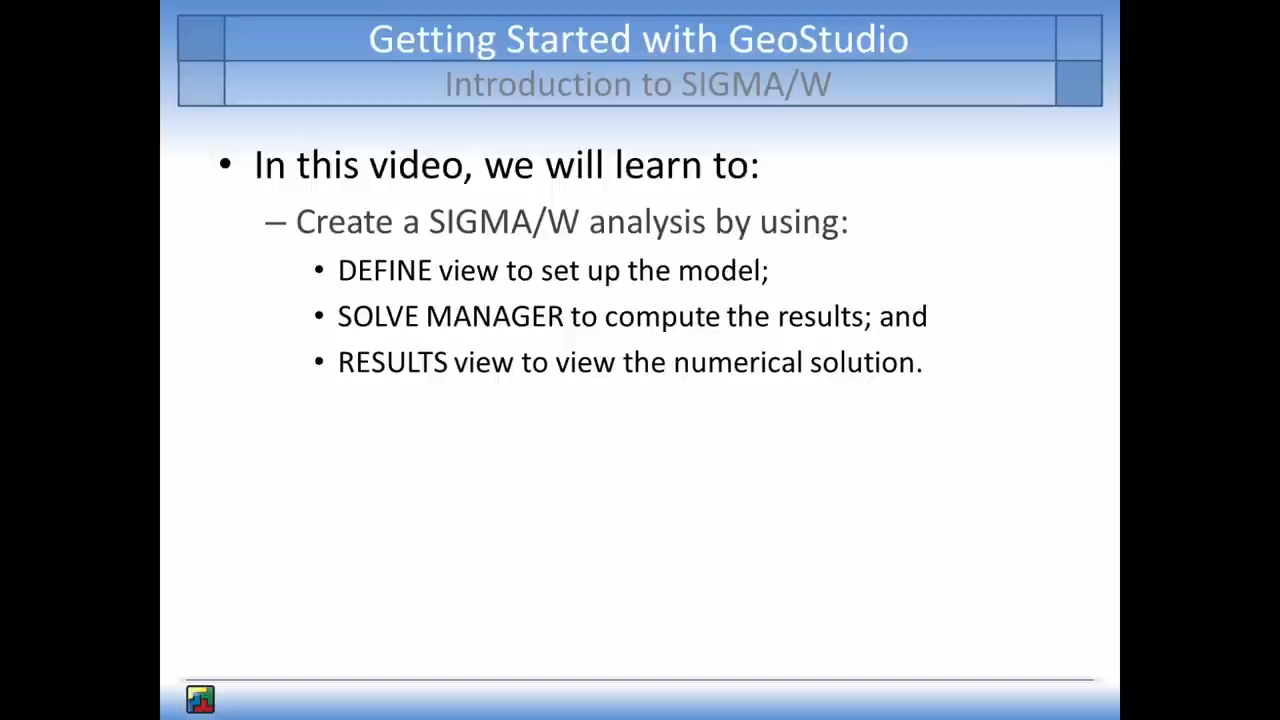 Getting Started with GeoStudio
Introduction to SIGMA/W
• In this video, we will learn to:
– Create a SIGMA/W analysis by using:
• DEFINE view to set up the model;
• SOLVE MANAGER to compute the results; and
• RESULTS view to view the numerical solution.